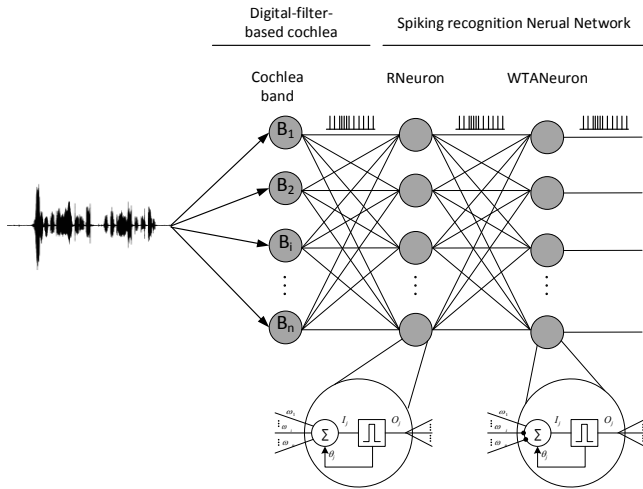 Digital-filter-
based cochlea
Spiking recognition Nerual Network
Cochlea
band
RNeuron
WTANeuron
B1
B2
Bi
Bn
Ij
Oj
Σ
θj
Ij
Oj
Σ
θj